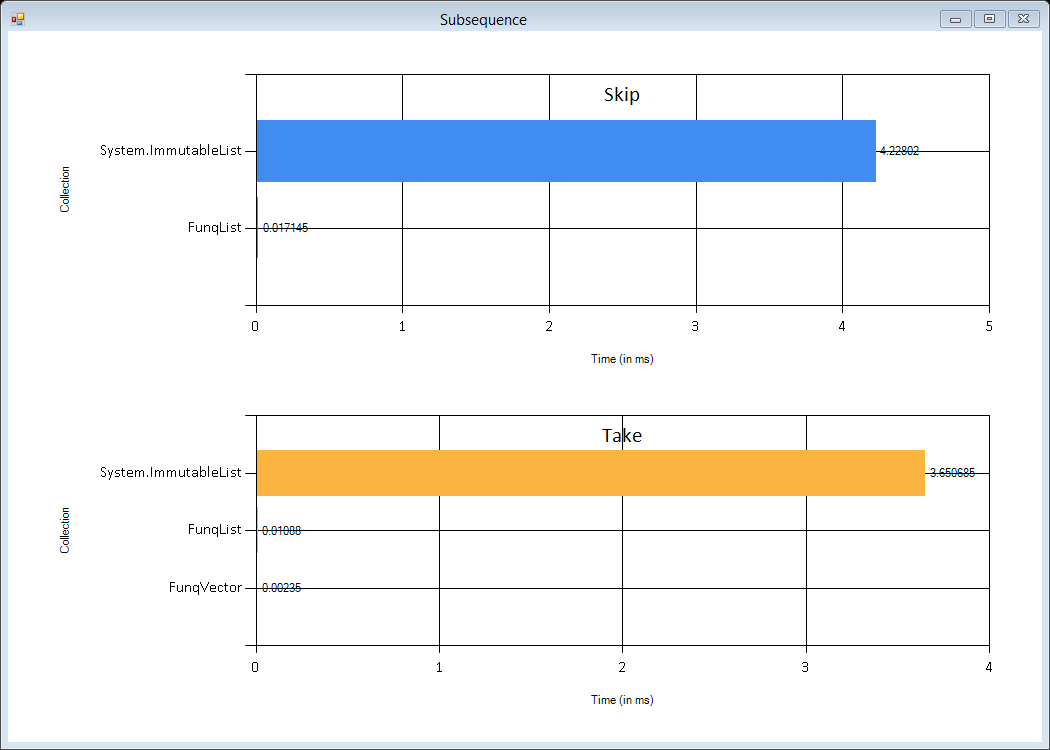 Subsequence
Skip
System.ImmutableList
4.22802
Collection
FunqList
0.017145
0 1 2 3 4 5
Time (in ms)
Take
System.ImmutableList
3.650685
Collection
FunqList
0.01088
FunqVector
0.00235
0 1 2 3 4
Time (in ms)